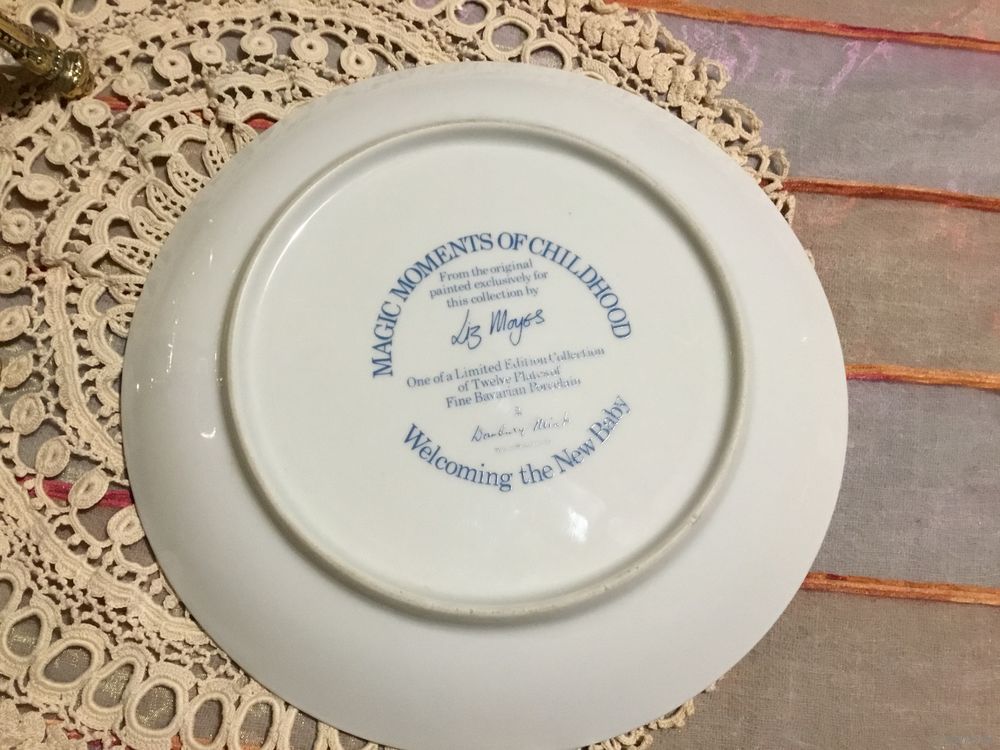 MAGIC MOMENTS OF CHILDHOOD
From the original
painted exclusively for
this collection by
Liz Moyes
One of a Limited Edition Collection
of Twelve Plates of
Fine Bavarian Porcelain
Danbury Mint
Welcoming the New Baby